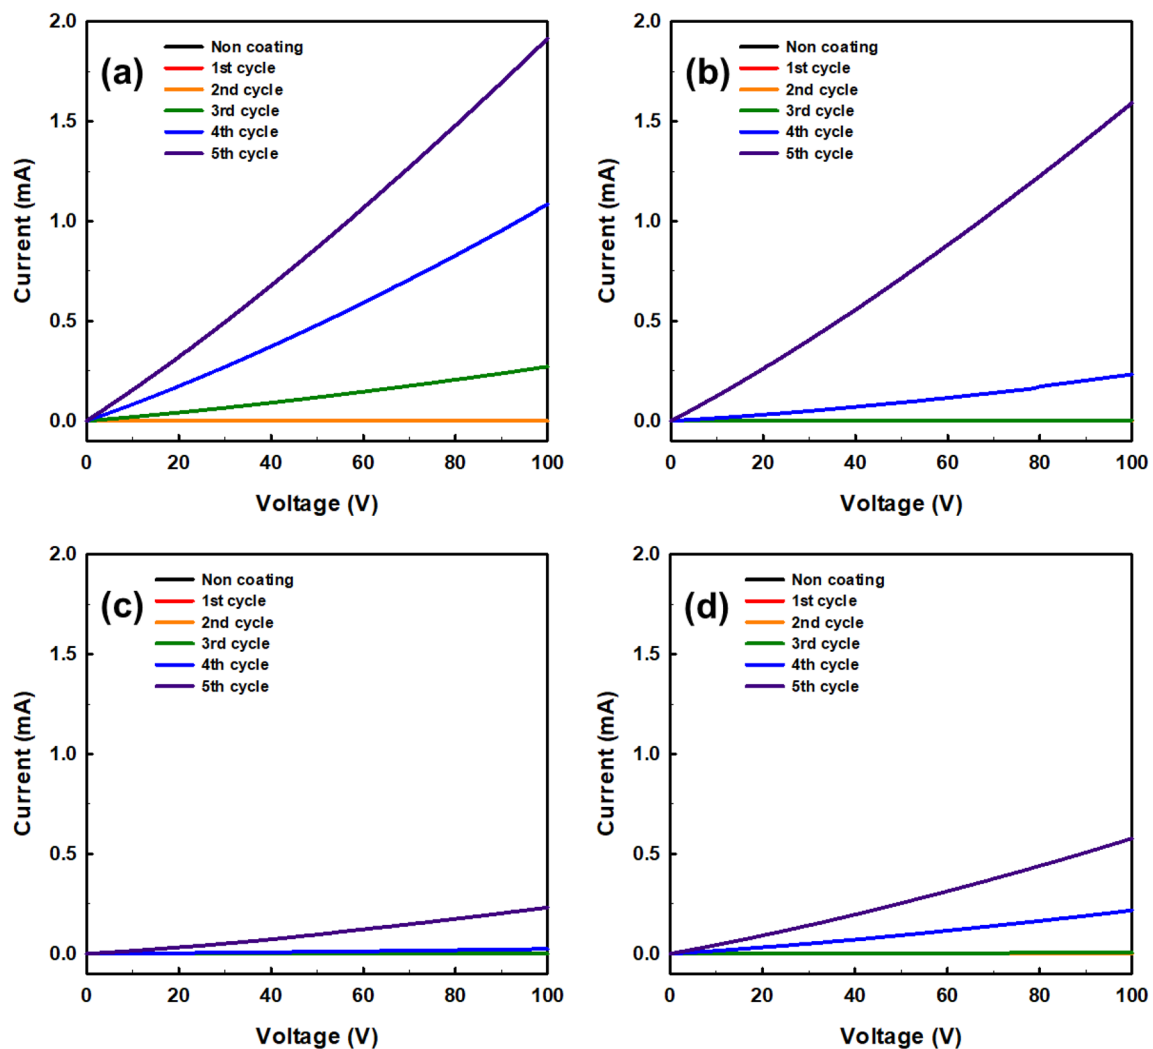 2.0
(a)
Non coating
1st cycle
2nd cycle
3rd cycle
4th cycle
5th cycle
1.5
1.0
0.5
0.0
Current (mA)
0 20 40 60 80 100
Voltage (V)
2.0
(b)
Non coating
1st cycle
2nd cycle
3rd cycle
4th cycle
5th cycle
1.5
1.0
0.5
0.0
Current (mA)
0 20 40 60 80 100
Voltage (V)
2.0
(c)
Non coating
1st cycle
2nd cycle
3rd cycle
4th cycle
5th cycle
1.5
1.0
0.5
0.0
Current (mA)
0 20 40 60 80 100
Voltage (V)
2.0
(d)
Non coating
1st cycle
2nd cycle
3rd cycle
4th cycle
5th cycle
1.5
1.0
0.5
0.0
Current (mA)
0 20 40 60 80 100
Voltage (V)